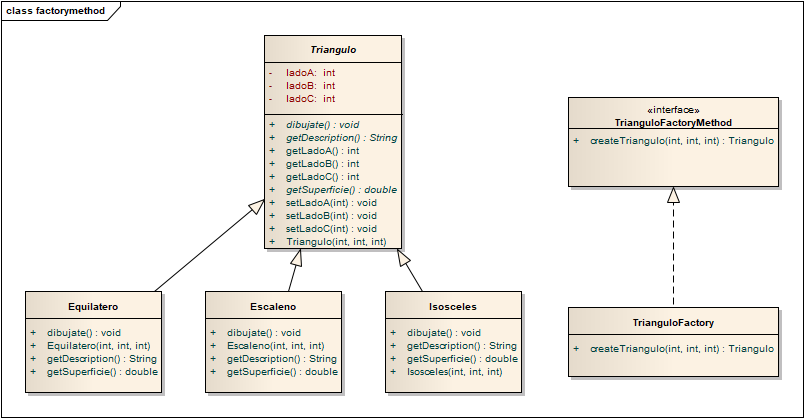 class factorymethod
Triangulo
- ladoA: int
- ladoB: int
- ladoC: int
+ dibujate() : void
+ getDescription() : String
+ getLadoA() : int
+ getLadoB() : int
+ getLadoC() : int
+ getSuperficie() : double
+ setLadoA(int) : void
+ setLadoB(int) : void
+ setLadoC(int) : void
+ Triangulo(int, int, int)
«interface»
TrianguloFactoryMethod
+ createTriangulo(int, int, int) : Triangulo
Equilatero
+ dibujate() : void
+ Equilatero(int, int, int)
+ getDescription() : String
+ getSuperficie() : double
Escaleno
+ dibujate() : void
+ Escaleno(int, int, int)
+ getDescription() : String
+ getSuperficie() : double
Isosceles
+ dibujate() : void
+ getDescription() : String
+ getSuperficie() : double
+ Isosceles(int, int, int)
TrianguloFactory
+ createTriangulo(int, int, int) : Triangulo